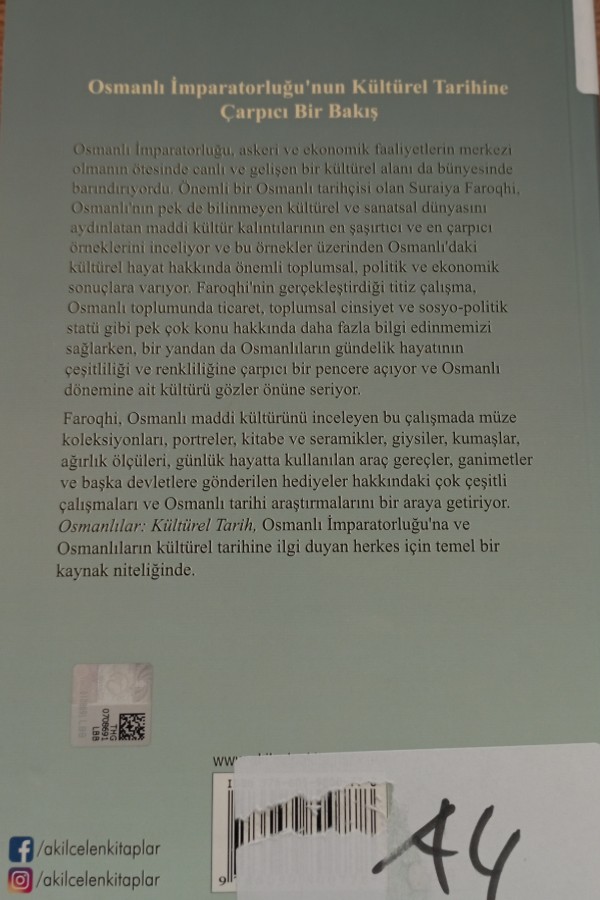 Osmanlı İmparatorluğu'nun Kültürel Tarihine
Çarpıcı Bir Bakış
Osmanlı İmparatorluğu, askeri ve ekonomik faaliyetlerin merkezi
olmanın ötesinde canlı ve gelişen bir kültürel alanı da bünyesinde
barındırıyordu. Önemli bir Osmanlı tarihçisi olan Suraiya Faroqhi,
Osmanlı'nın pek de bilinmeyen kültürel ve sanatsal dünyasını
aydınlatan maddi kültür kalıntılarının en şaşırtıcı ve en çarpıcı
örneklerini inceliyor ve bu örnekler üzerinden Osmanlı'daki
kültürel hayat hakkında önemli toplumsal, politik ve ekonomik
sonuçlara varıyor. Faroqhi'nin gerçekleştirdiği titiz çalışma,
Osmanlı toplumunda ticaret, toplumsal cinsiyet ve sosyo-politik
statü gibi pek çok konu hakkında daha fazla bilgi edinmemizi
sağlarken, bir yandan da Osmanlıların gündelik hayatının
çeşitliliği ve renkliliğine çarpıcı bir pencere açıyor ve Osmanlı
dönemine ait kültürü gözler önüne seriyor.
Faroqhi, Osmanlı maddi kültürünü inceleyen bu çalışmada müze
koleksiyonları, portreler, kitabe ve seramikler, giysiler, kumaşlar,
ağırlık ölçüleri, günlük hayatta kullanılan araç gereçler, ganimetler
ve başka devletlere gönderilen hediyeler hakkındaki çok çeşitli
çalışmaları ve Osmanlı tarihi araştırmalarını bir araya getiriyor.
Osmanlılar: Kültürel Tarih, Osmanlı İmparatorluğu'na ve
Osmanlıların kültürel tarihine ilgi duyan herkes için temel bir
kaynak niteliğinde.
THG
0708691
LB8
A4
/akilcelenkitaplar
/akilcelenkitaplar